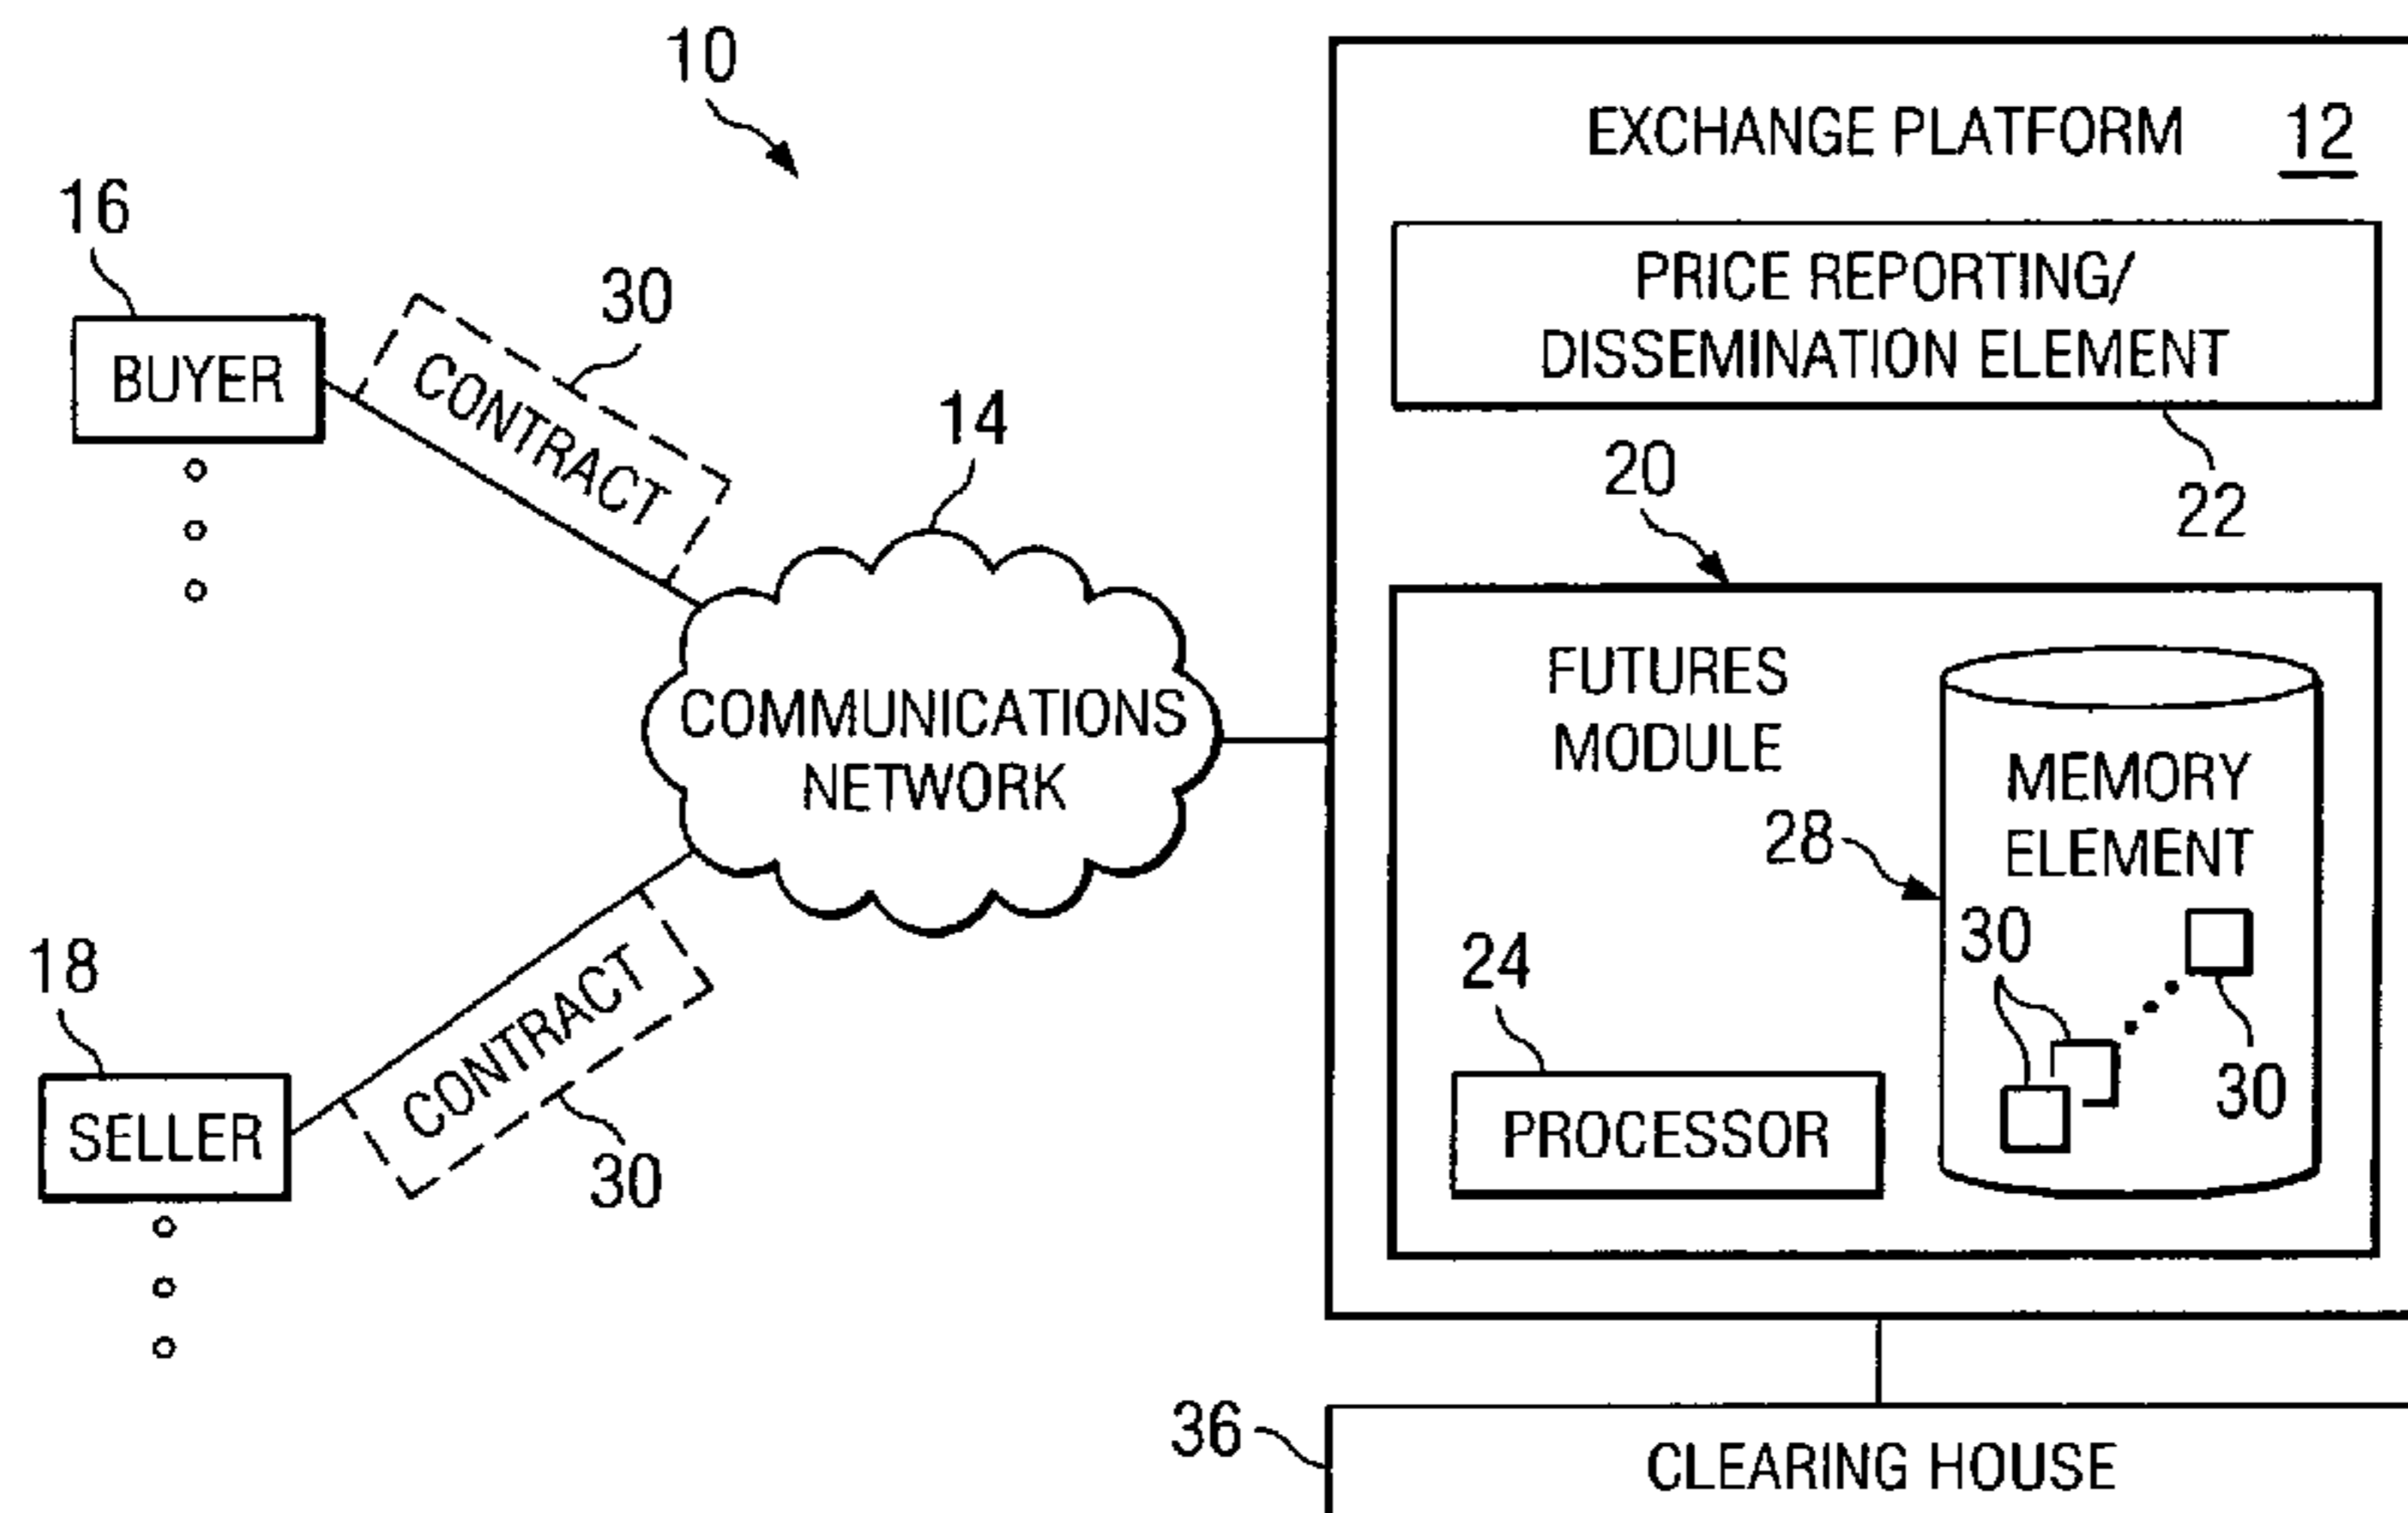 10
EXCHANGE PLATFORM 12
16
30
PRICE REPORTING/
DISSEMINATION ELEMENT
BUYER
CONTRACT
14
20
22
COMMUNICATIONS
NETWORK
FUTURES
MODULE
MEMORY
ELEMENT
28
30
30
24
PROCESSOR
18
SELLER
CONTRACT
30
36
CLEARING HOUSE